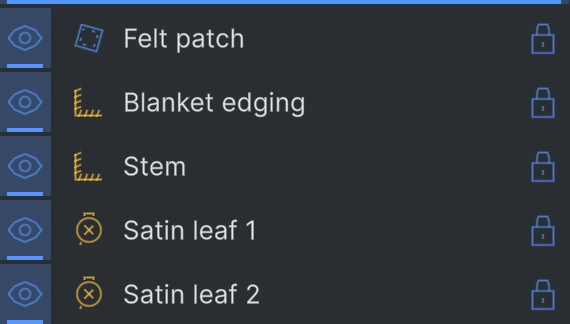 Felt patch
Blanket edging
Stem
Satin leaf 1
Satin leaf 2